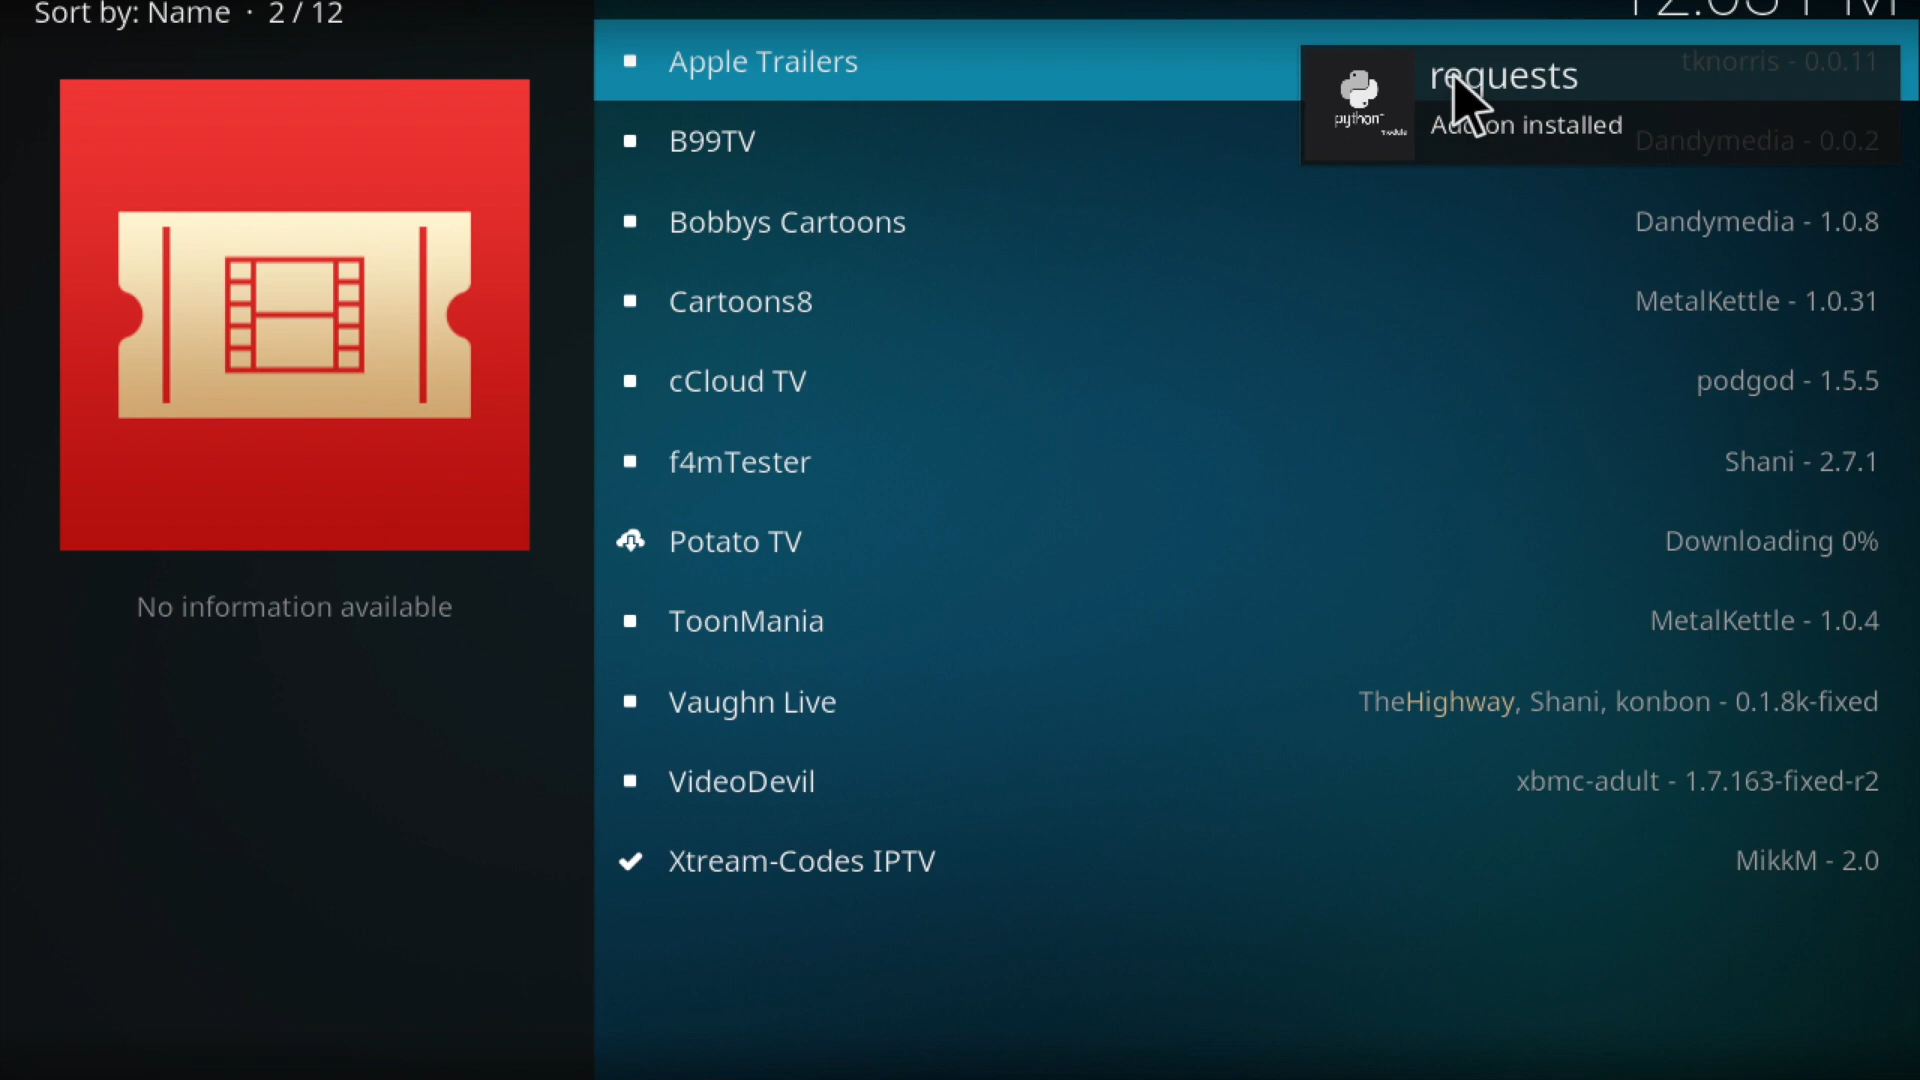 Sort by: Name · 2 / 12
Apple Trailers
tknorris - 0.0.11
requests
python
module
Add-on installed
B99TV
Dandymedia - 0.0.2
Bobbys Cartoons
Dandymedia - 1.0.8
Cartoons8
MetalKettle - 1.0.31
cCloud TV
podgod - 1.5.5
f4mTester
Shani - 2.7.1
Potato TV
Downloading 0%
No information available
ToonMania
MetalKettle - 1.0.4
Vaughn Live
TheHighway, Shani, konbon - 0.1.8k-fixed
VideoDevil
xbmc-adult - 1.7.163-fixed-r2
Xtream-Codes IPTV
MikkM - 2.0